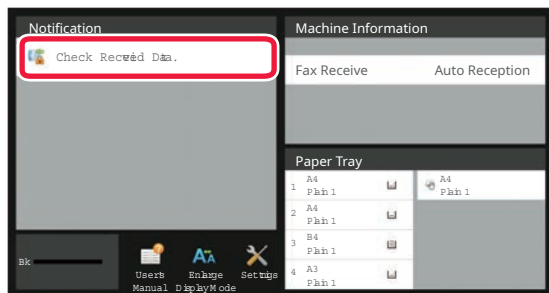 Notification
Check Received Data.
Machine Information
Fax Receive Auto Reception
Paper Tray
1 A4
Plain 1
A4
Plain 1
2 A4
Plain 1
3 B4
Plain 1
4 A3
Plain 1
Bk
User's
Manual
Enlarge
Display Mode
Settings